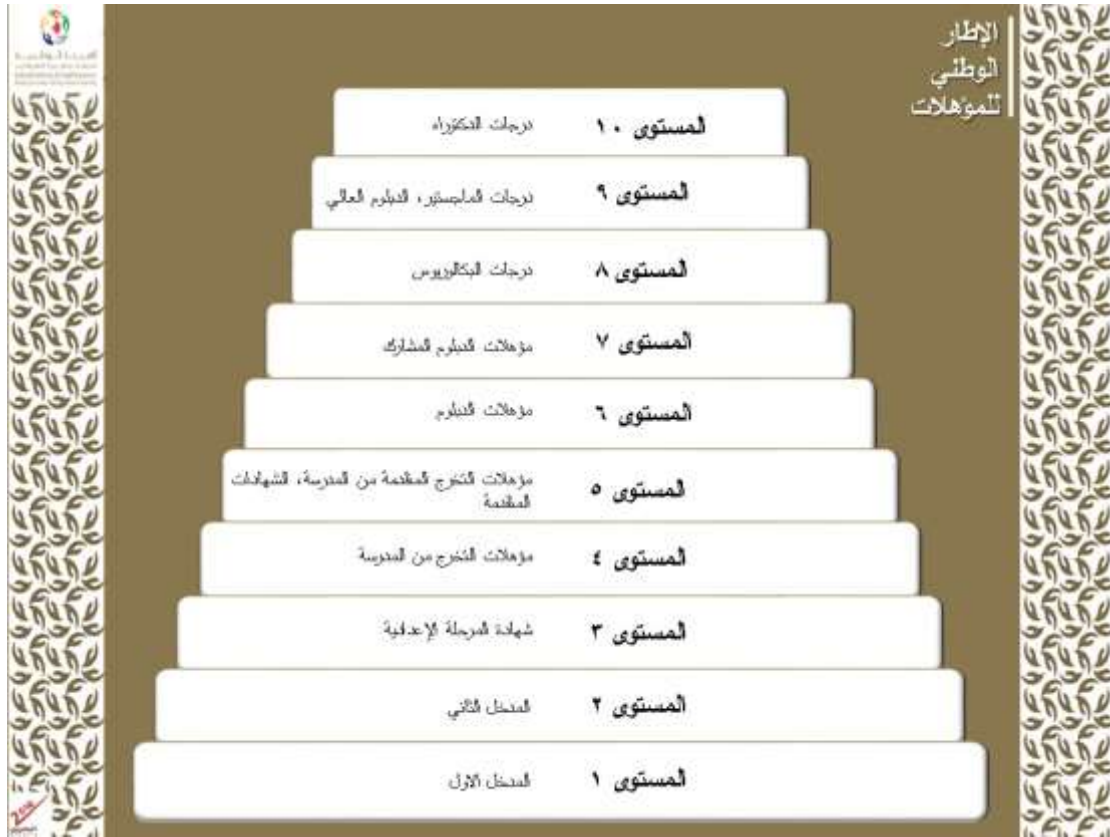 الإطار
الوطني
للمؤهلات
المستوى ١٠ درجات الدكتوراه
المستوى ٩ درجات الماجستير، الدبلوم العالي
المستوى ٨ درجات البكالوريوس
المستوى ٧ مؤهلات الدبلوم المشارك
المستوى ٦ مؤهلات الدبلوم
المستوى ٥ مؤهلات التخرج المتقدمة من المدرسة، الشهادات
المتقدمة
المستوى ٤ مؤهلات التخرج من المدرسة
المستوى ٣ شهادة المرحلة الإعدادية
المستوى ٢ المدخل الثاني
المستوى ١ المدخل الأول